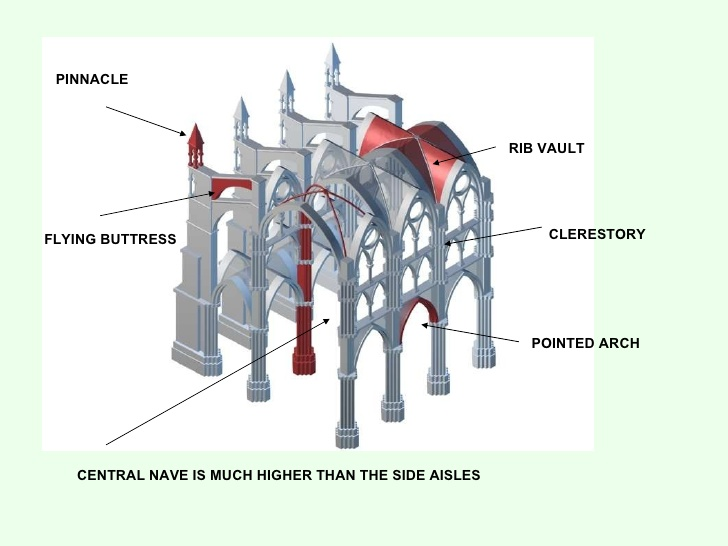 PINNACLE
RIB VAULT
CLERESTORY
FLYING BUTTRESS
POINTED ARCH
CENTRAL NAVE IS MUCH HIGHER THAN THE SIDE AISLES